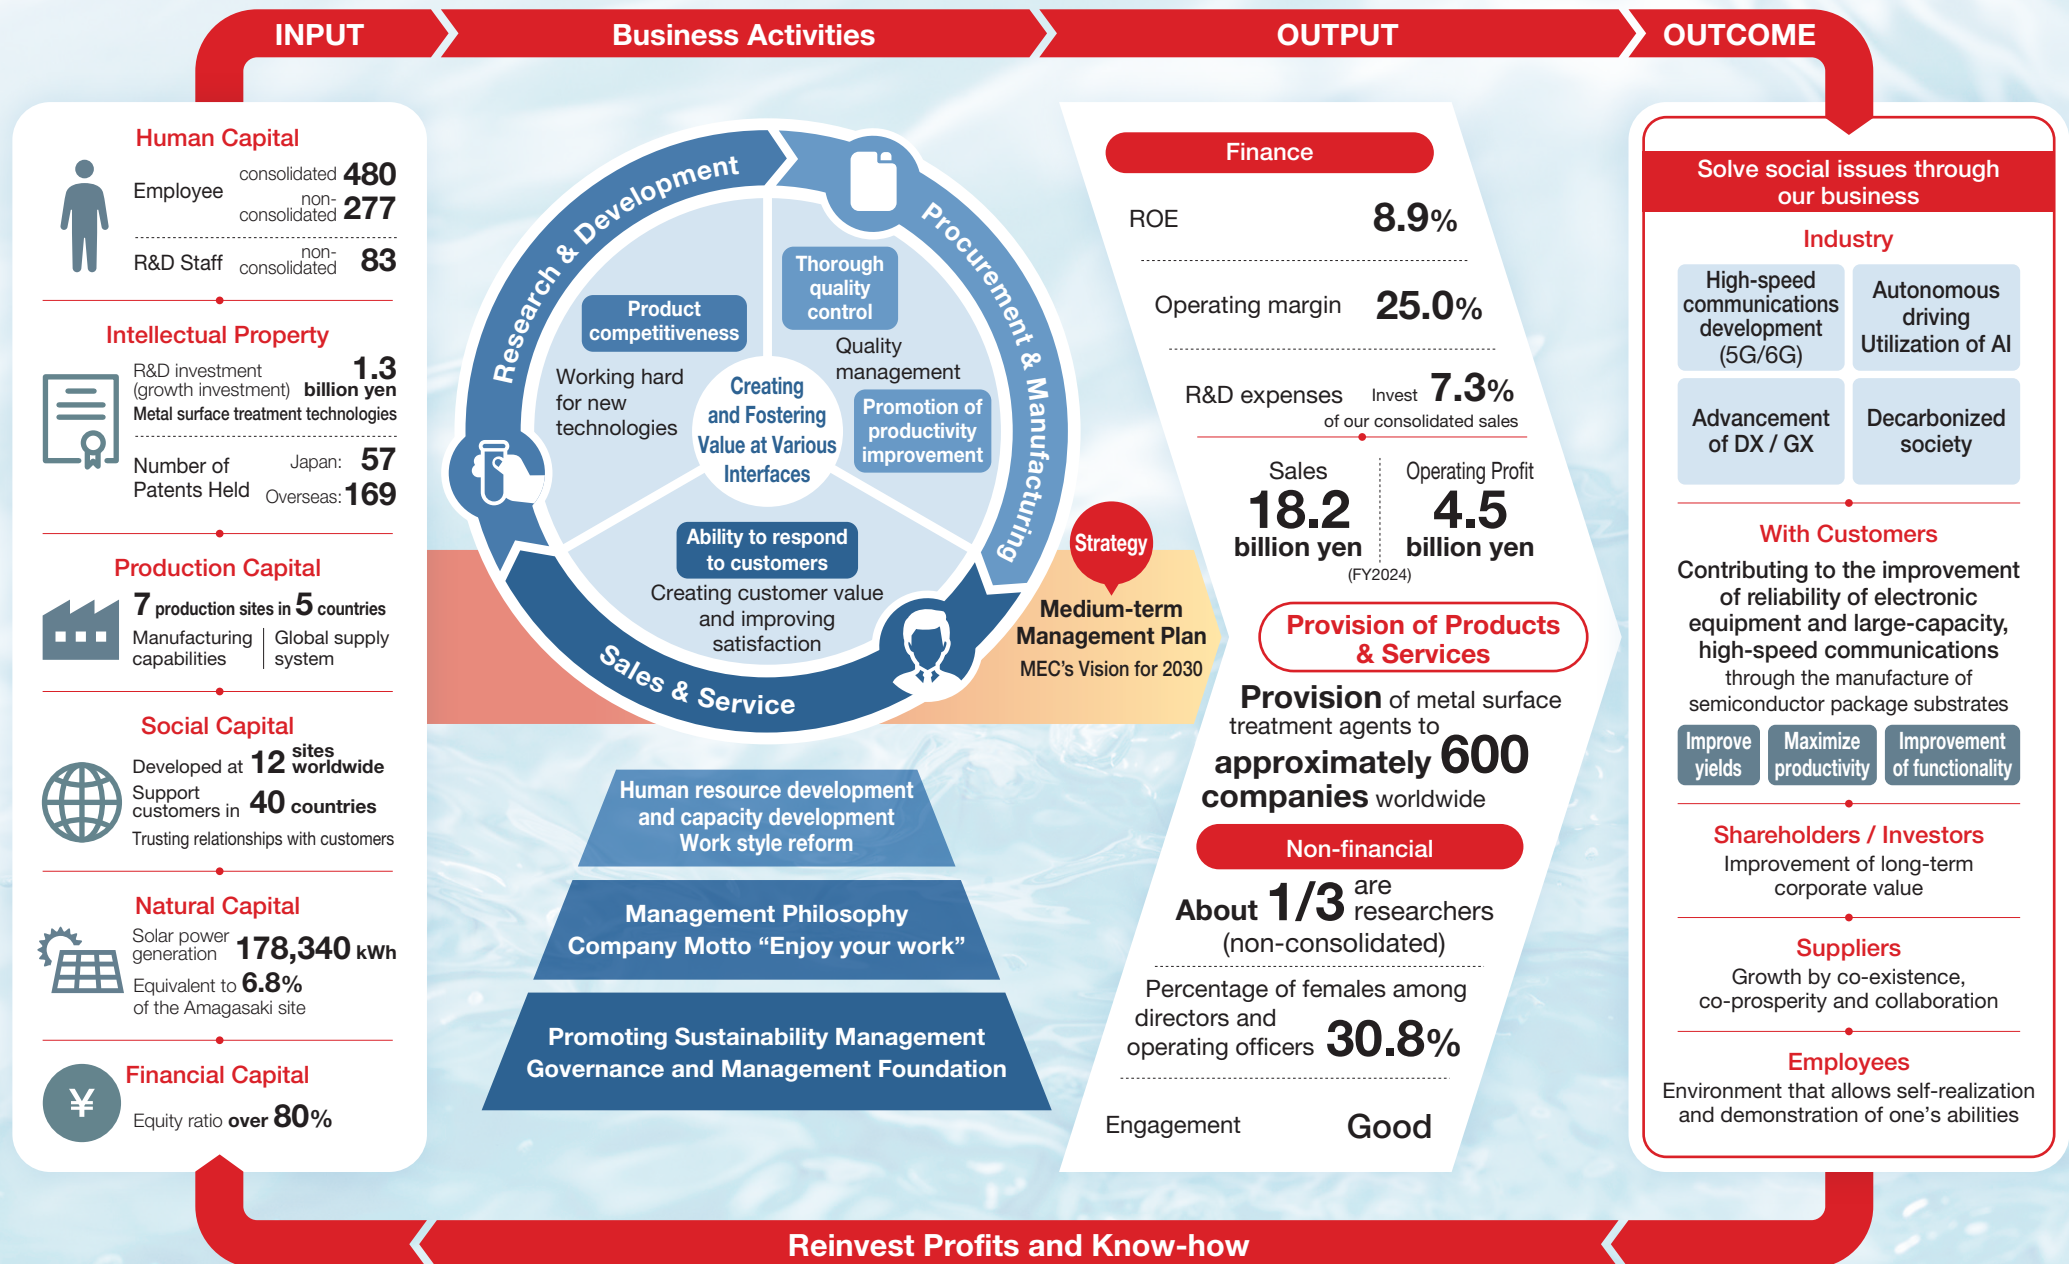 INPUT
Business Activities
OUTPUT
OUTCOME
Human Capital
Employee
consolidated 480
non-
consolidated 277
R&D Staff
non-
consolidated 83
Intellectual Property
R&D investment
(growth investment)
1.3
billion yen
Metal surface treatment technologies
Number of
Patents Held
Japan: 57
Overseas: 169
Production Capital
7 production sites in 5 countries
Manufacturing
capabilities
Global supply
system
Social Capital
Developed at 12 sites
worldwide
Support
customers in 40 countries
Trusting relationships with customers
Natural Capital
Solar power
generation 178,340 kWh
Equivalent to 6.8%
of the Amagasaki site
Financial Capital
¥
Equity ratio over 80%
Research & Development
Procurement & Manufacturing
Sales & Service
Product
competitiveness
Working hard
for new
technologies
Thorough
quality
control
Quality
management
Promotion of
productivity
improvement
Creating
and Fostering
Value at Various
Interfaces
Ability to respond
to customers
Creating customer value
and improving
satisfaction
Strategy
Medium-term
Management Plan
MEC's Vision for 2030
Human resource development
and capacity development
Work style reform
Management Philosophy
Company Motto “Enjoy your work”
Promoting Sustainability Management
Governance and Management Foundation
Finance
ROE 8.9%
Operating margin 25.0%
R&D expenses Invest 7.3%
of our consolidated sales
Sales
18.2
billion yen
Operating Profit
4.5
billion yen
(FY2024)
Provision of Products
& Services
Provision of metal surface
treatment agents to
approximately 600
companies worldwide
Non-financial
About 1/3 are
researchers
(non-consolidated)
Percentage of females among
directors and
operating officers 30.8%
Engagement Good
Solve social issues through
our business
Industry
High-speed
communications
development
(5G/6G)
Autonomous
driving
Utilization of AI
Advancement
of DX / GX
Decarbonized
society
With Customers
Contributing to the improvement
of reliability of electronic
equipment and large-capacity,
high-speed communications
through the manufacture of
semiconductor package substrates
Improve
yields
Maximize
productivity
Improvement
of functionality
Shareholders / Investors
Improvement of long-term
corporate value
Suppliers
Growth by co-existence,
co-prosperity and collaboration
Employees
Environment that allows self-realization
and demonstration of one's abilities
Reinvest Profits and Know-how